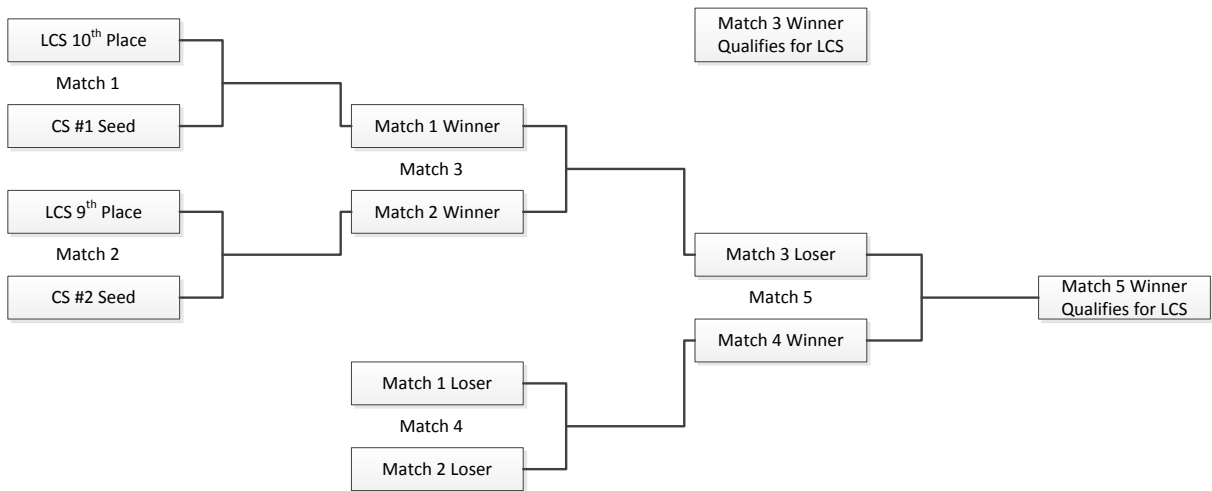 LCS 10th Place
Match 1
CS #1 Seed
LCS 9th Place
Match 2
CS #2 Seed
Match 1 Winner
Match 3
Match 2 Winner
Match 1 Loser
Match 4
Match 2 Loser
Match 3 Winner
Qualifies for LCS
Match 3 Loser
Match 5
Match 4 Winner
Match 5 Winner
Qualifies for LCS